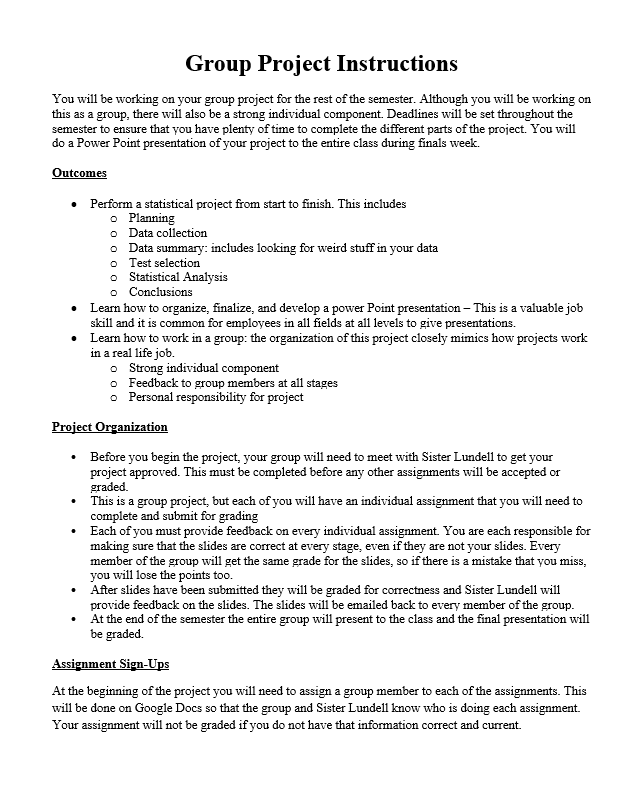 Group Project Instructions
You will be working on your group project for the rest of the semester. Although you will be working on
this as a group, there will also be a strong individual component. Deadlines will be set throughout the
semester to ensure that you have plenty of time to complete the different parts of the project. You will
do a Power Point presentation of your project to the entire class during finals week.
Outcomes
• Perform a statistical project from start to finish. This includes
o Planning
o Data collection
o Data summary: includes looking for weird stuff in your data
o Test selection
o Statistical Analysis
o Conclusions
• Learn how to organize, finalize, and develop a power Point presentation – This is a valuable job
skill and it is common for employees in all fields at all levels to give presentations.
• Learn how to work in a group: the organization of this project closely mimics how projects work
in a real life job.
o Strong individual component
o Feedback to group members at all stages
o Personal responsibility for project
Project Organization
• Before you begin the project, your group will need to meet with Sister Lundell to get your
project approved. This must be completed before any other assignments will be accepted or
graded.
• This is a group project, but each of you will have an individual assignment that you will need to
complete and submit for grading
• Each of you must provide feedback on every individual assignment. You are each responsible for
making sure that the slides are correct at every stage, even if they are not your slides. Every
member of the group will get the same grade for the slides, so if there is a mistake that you miss,
you will lose the points too.
• After slides have been submitted they will be graded for correctness and Sister Lundell will
provide feedback on the slides. The slides will be emailed back to every member of the group.
• At the end of the semester the entire group will present to the class and the final presentation will
be graded.
Assignment Sign-Ups
At the beginning of the project you will need to assign a group member to each of the assignments. This
will be done on Google Docs so that the group and Sister Lundell know who is doing each assignment.
Your assignment will not be graded if you do not have that information correct and current.